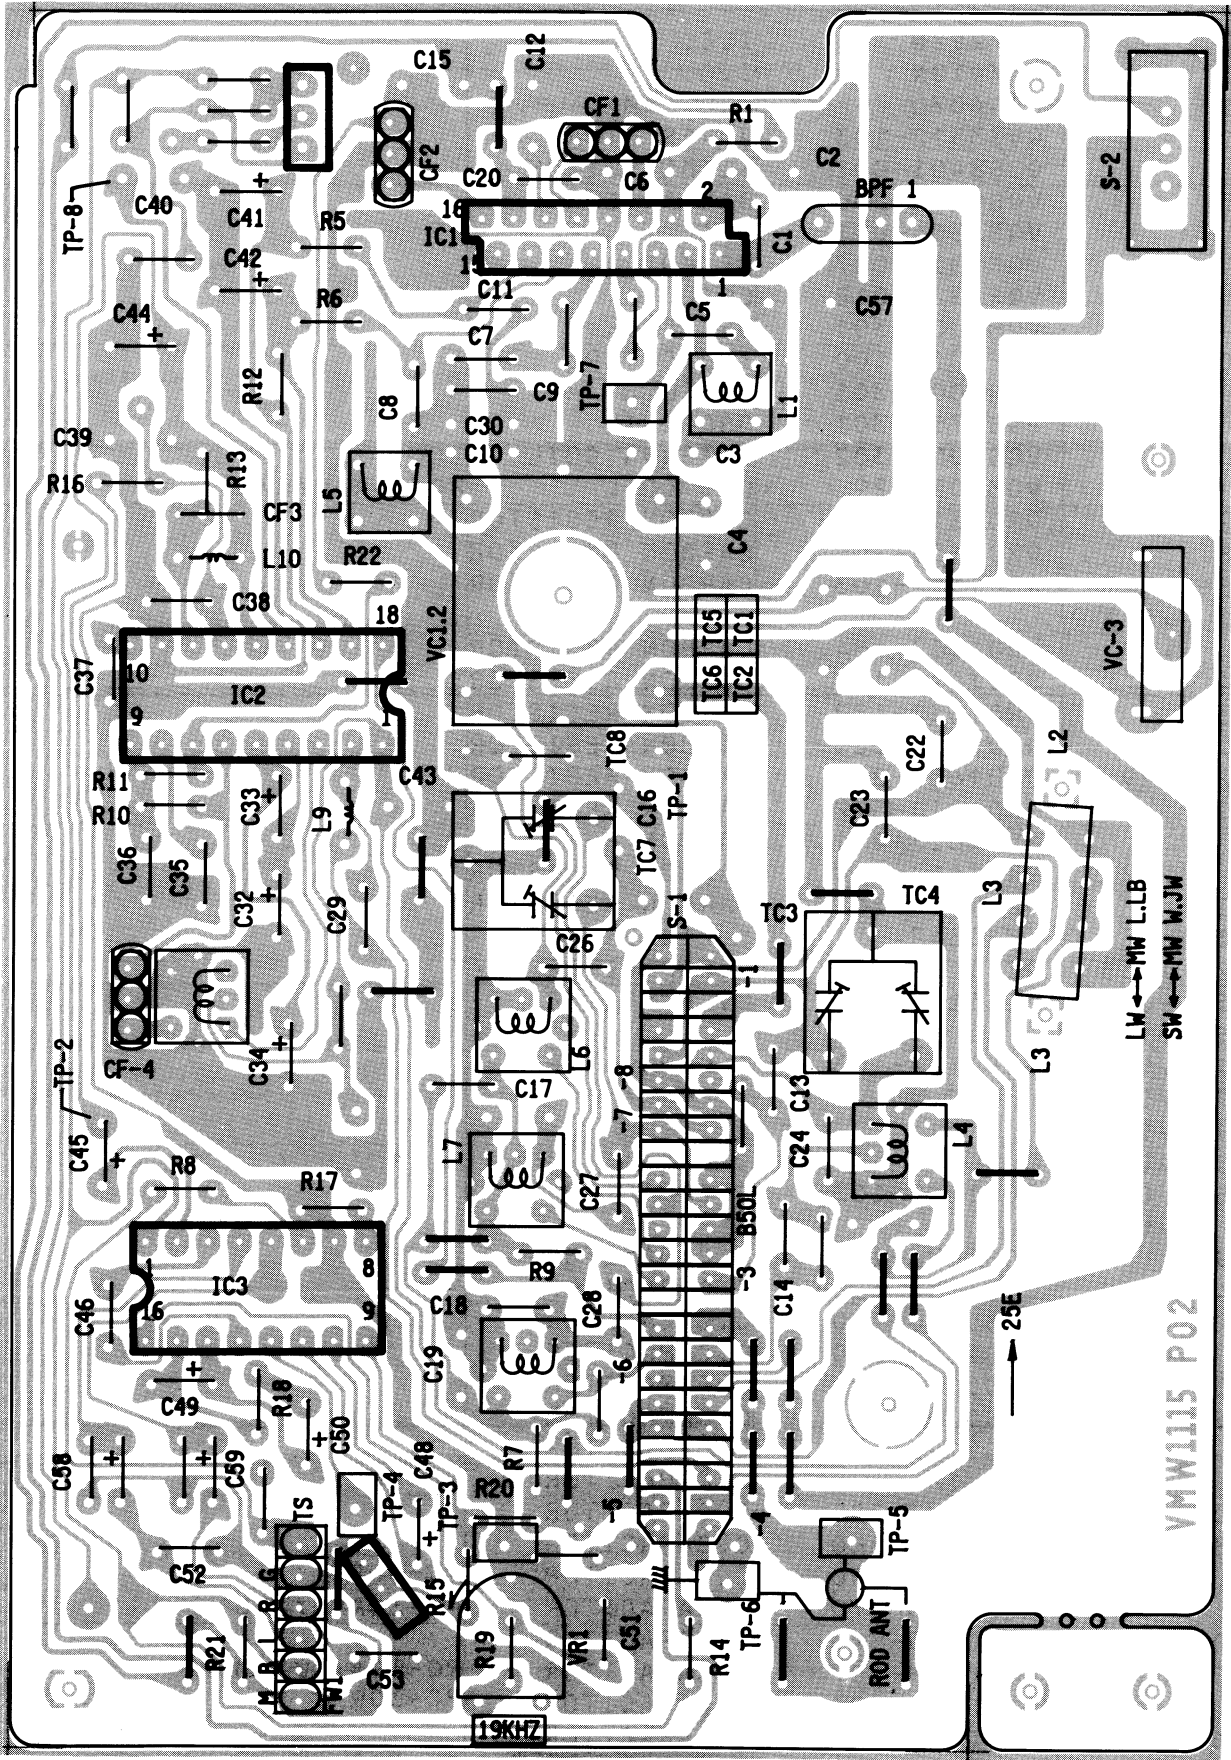 C15
C12
CF1
R1
CF2
C20
C6
C2
S-2
TP-8
C40
C41
+
R5
16
2
IC1
BPF 1
C1
C42
+
15
1
C11
R6
C5
C57
C44
+
C7
R12
C8
C9
TP-7
L1
C39
C30
C10
C3
R16
R13
L5
CF3
C4
L10
R22
C38
18
VC1.2
TC5
TC1
TC6
TC2
VC-3
C37
10
IC2
9
1
TC8
C22
L2
R11
C43
R10
C33
+
L9
C16
TP-1
C23
TC7
C36
C35
C32
+
C29
S-1
TC3
TC4
L3
C26
-1
LW↔MW L.LB
SW↔MW W.JW
TP-2
CF-4
C34
+
L6
-8
C13
L3
C17
-7
C45
+
L7
C24
L4
R8
R17
C27
B50L
1
IC3
8
R9
-3
C46
16
9
C18
C28
C14
25E
C19
-6
+
C49
R18
C50
+
C58
+
+
C59
C48
R7
VMW1115 P02
TS
TP-4
TP-3
R20
-5
-4
TP-5
+
C52
G
R
I
R
M
FW1
R15
R21
C53
R19
VR1
C51
R14
TP-6
ROD ANT
19KHZ